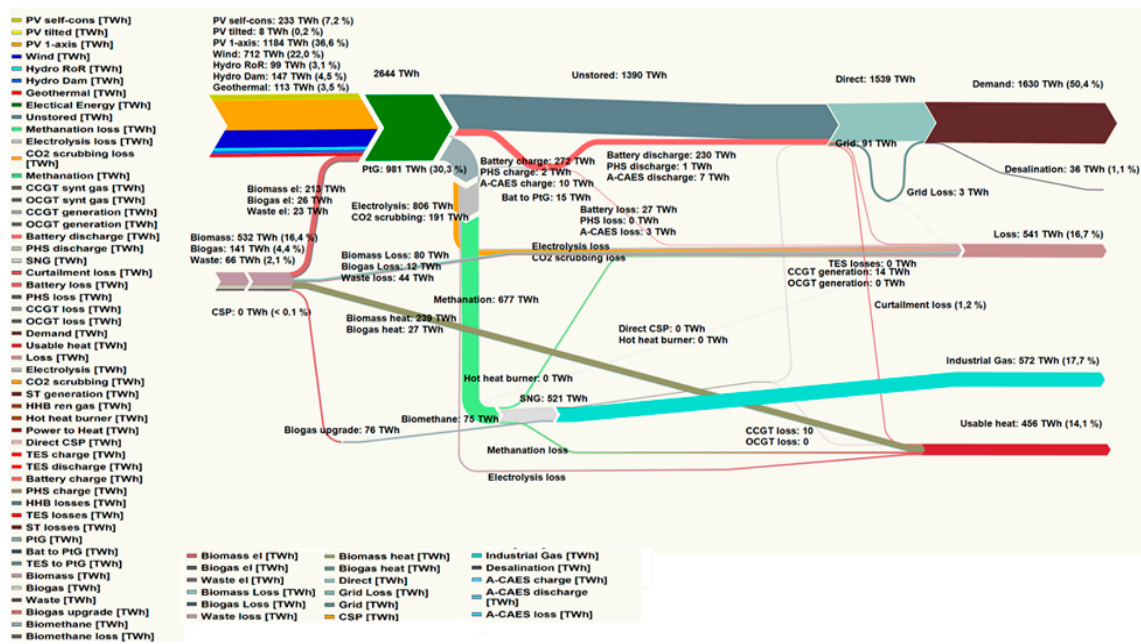 PV self-cons [TWh]
PV tilted [TWh]
PV 1-axis [TWh]
Wind [TWh]
Hydro RoR [TWh]
Hydro Dam [TWh]
Geothermal [TWh]
Electical Energy [TWh]
Unstored [TWh]
Methanation loss [TWh]
Electrolysis loss [TWh]
CO2 scrubbing loss
[TWh]
Methanation [TWh]
CCGT synt gas [TWh]
OCGT synt gas [TWh]
CCGT generation [TWh]
OCGT generation [TWh]
Battery discharge [TWh]
PHS discharge [TWh]
SNG [TWh]
Curtailment loss [TWh]
Battery loss [TWh]
PHS loss [TWh]
CCGT loss [TWh]
OCGT loss [TWh]
Demand [TWh]
Usable heat [TWh]
Loss [TWh]
Electrolysis [TWh]
CO2 scrubbing [TWh]
ST generation [TWh]
HHB ren gas [TWh]
Hot heat burner [TWh]
Power to Heat [TWh]
Direct CSP [TWh]
TES charge [TWh]
TES discharge [TWh]
Battery charge [TWh]
PHS charge [TWh]
HHB losses [TWh]
TES losses [TWh]
ST losses [TWh]
PtG [TWh]
Bat to PtG [TWh]
TES to PtG [TWh]
Biomass [TWh]
Biogas [TWh]
Waste [TWh]
Biogas upgrade [TWh]
Biomethane [TWh]
Biomethane loss [TWh]
PV self-cons: 233 TWh (7,2 %)
PV tilted: 8 TWh (0,2 %)
PV 1-axis: 1184 TWh (36,6 %)
Wind: 712 TWh (22,0 %)
Hydro RoR: 99 TWh (3,1 %)
Hydro Dam: 147 TWh (4,5 %)
Geothermal: 113 TWh (3,5 %)
2644 TWh
Unstored: 1390 TWh
Direct: 1539 TWh
Demand: 1630 TWh (50,4 %)
PtG: 981 TWh (30,3 %)
Battery charge: 272 TWh
PHS charge: 2 TWh
A-CAES charge: 10 TWh
Bat to PtG: 15 TWh
Battery discharge: 230 TWh
PHS discharge: 1 TWh
A-CAES discharge: 7 TWh
Grid: 91 TWh
Grid Loss: 3 TWh
Desalination: 36 TWh (1,1 %)
Biomass el: 213 TWh
Biogas el: 26 TWh
Waste el: 23 TWh
Electrolysis: 806 TWh
CO2 scrubbing: 191 TWh
Battery loss: 27 TWh
PHS loss: 0 TWh
A-CAES loss: 3 TWh
Biomass: 532 TWh (16,4 %)
Biogas: 141 TWh (4,4 %)
Waste: 66 TWh (2,1 %)
Biomass Loss: 80 TWh
Biogas Loss: 12 TWh
Waste loss: 44 TWh
Electrolysis loss
CO2 scrubbing loss
Loss: 541 TWh (16,7 %)
TES losses: 0 TWh
CCGT generation: 14 TWh
OCGT generation: 0 TWh
Curtailment loss (1,2 %)
Methanation: 677 TWh
CSP: 0 TWh (< 0.1 %)
Biomass heat: 239 TWh
Biogas heat: 27 TWh
Direct CSP: 0 TWh
Hot heat burner: 0 TWh
Industrial Gas: 572 TWh (17,7 %)
Hot heat burner: 0 TWh
SNG: 521 TWh
Biomethane: 75 TWh
Biogas upgrade: 76 TWh
Methanation loss
CCGT loss: 10
OCGT loss: 0
Usable heat: 456 TWh (14,1 %)
Electrolysis loss
Biomass el [TWh]
Biogas el [TWh]
Waste el [TWh]
Biomass Loss [TWh]
Biogas Loss [TWh]
Waste loss [TWh]
Biomass heat [TWh]
Biogas heat [TWh]
Direct [TWh]
Grid Loss [TWh]
Grid [TWh]
CSP [TWh]
Industrial Gas [TWh]
Desalination [TWh]
A-CAES charge [TWh]
A-CAES discharge
[TWh]
A-CAES loss [TWh]